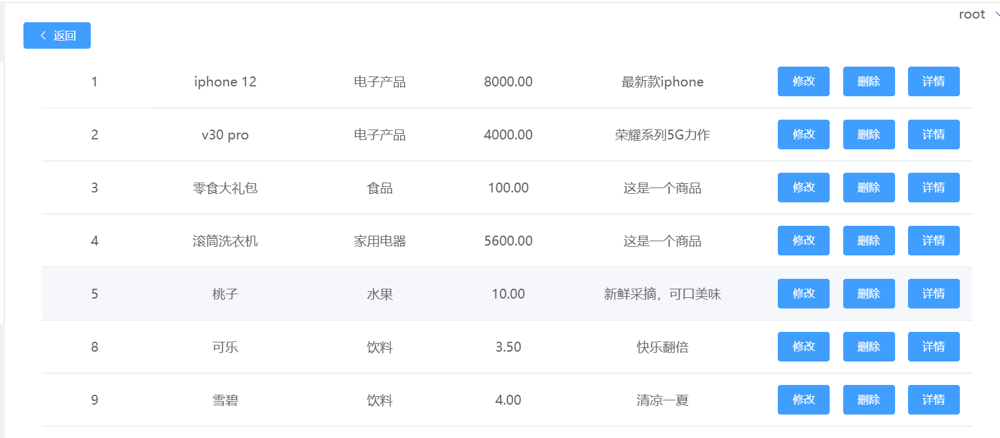 root
返回
1 iphone 12 电子产品 8000.00 最新款iphone 修改 删除 详情
2 v30 pro 电子产品 4000.00 荣耀系列5G力作 修改 删除 详情
3 零食大礼包 食品 100.00 这是一个商品 修改 删除 详情
4 滚筒洗衣机 家用电器 5600.00 这是一个商品 修改 删除 详情
5 桃子 水果 10.00 新鲜采摘，可口美味 修改 删除 详情
8 可乐 饮料 3.50 快乐翻倍 修改 删除 详情
9 雪碧 饮料 4.00 清凉一夏 修改 删除 详情